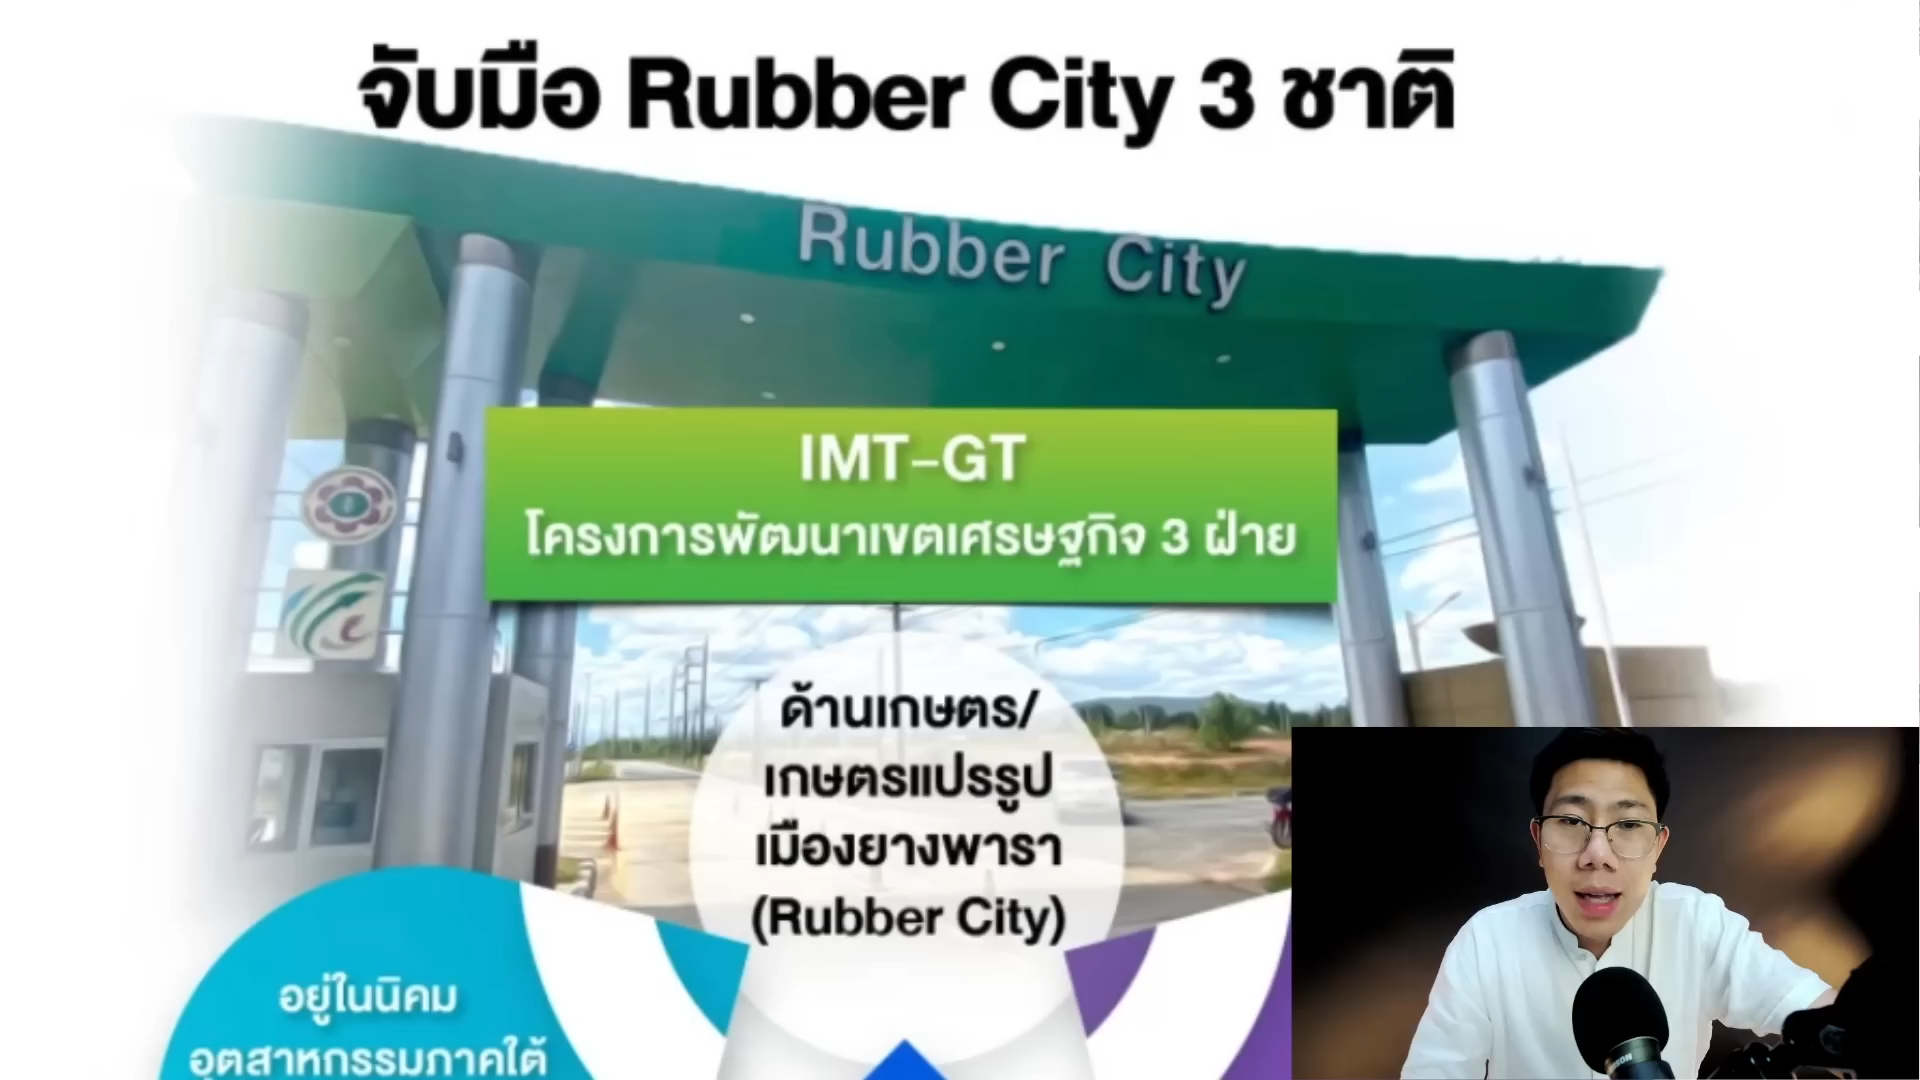 จับมือ Rubber City 3 ชาติ
Rubber City
IMT-GT
โครงการพัฒนาเขตเศรษฐกิจ 3 ฝ่าย
ด้านเกษตร/
เกษตรแปรรูป
เมืองยางพารา
(Rubber City)
อยู่ในนิคม
อุตสาหกรรมภาคใต้